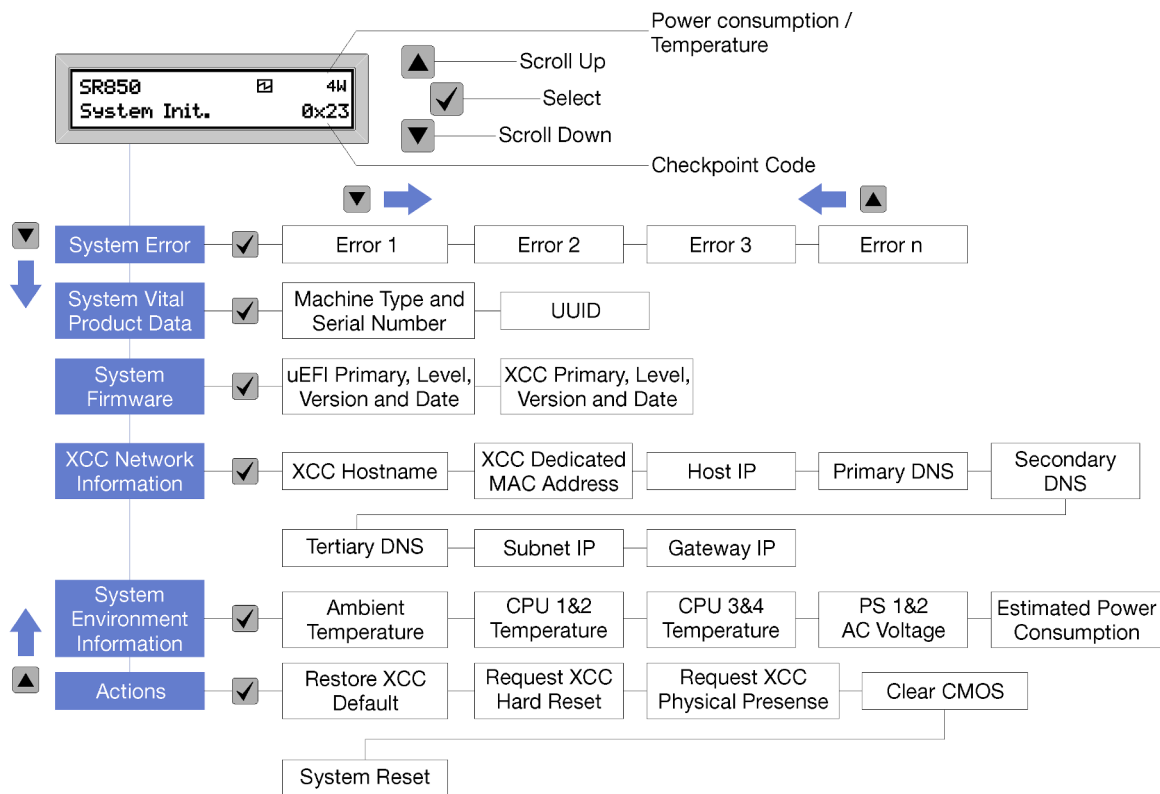 Power consumption /
Temperature
SR850 4W
System Init. 0x23
Scroll Up
Select
Scroll Down
Checkpoint Code
System Error
Error 1
Error 2
Error 3
Error n
System Vital
Product Data
Machine Type and
Serial Number
UUID
System
Firmware
uEFI Primary, Level,
Version and Date
XCC Primary, Level,
Version and Date
XCC Network
Information
XCC Hostname
XCC Dedicated
MAC Address
Host IP
Primary DNS
Secondary
DNS
Tertiary DNS
Subnet IP
Gateway IP
System
Environment
Information
Ambient
Temperature
CPU 1&2
Temperature
CPU 3&4
Temperature
PS 1&2
AC Voltage
Estimated Power
Consumption
Actions
Restore XCC
Default
Request XCC
Hard Reset
Request XCC
Physical Presense
Clear CMOS
System Reset